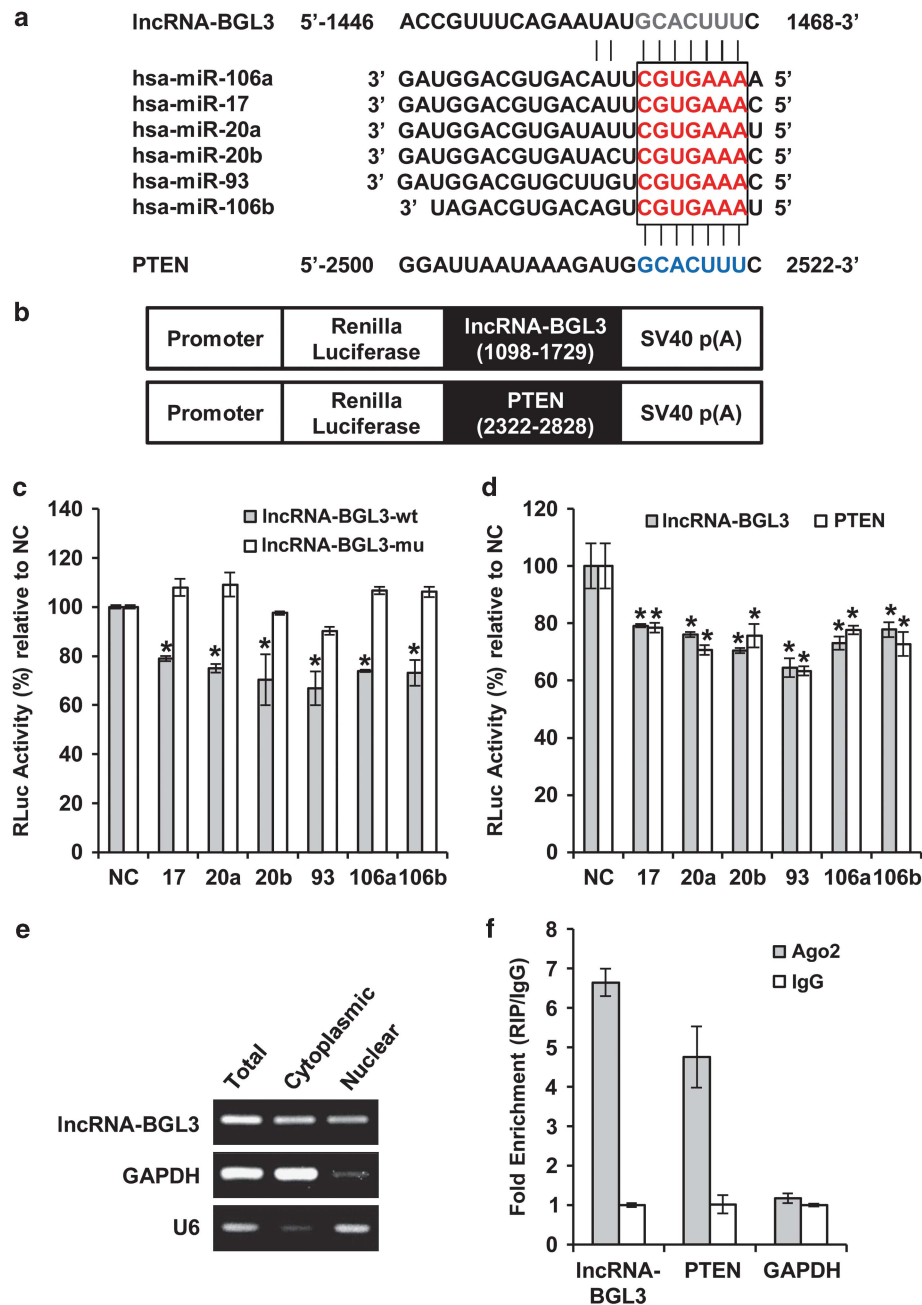 a
lncRNA-BGL3 5’-1446 ACCGUUUCAGAAUAUGCACUUUC 1468-3’
hsa-miR-106a 3’ GAUGGACGUGACAUUCGUGAAAA 5’
hsa-miR-17 3’ GAUGGACGUGACAUUCGUGAAAC 5’
hsa-miR-20a 3’ GAUGGACGUGAUAUUCGUGAAAU 5’
hsa-miR-20b 3’ GAUGGACGUGAUACUCGUGAAAC 5’
hsa-miR-93 3’ GAUGGACGUGCUUGUCGUGAAAC 5’
hsa-miR-106b 3’ UAGACGUGACAGUCGUGAAAU 5’
PTEN 5’-2500 GGAUUAAUAAAGAUGGCACUUUC 2522-3’
b
Promoter Renilla Luciferase lncRNA-BGL3 (1098-1729) SV40 p(A)
Promoter Renilla Luciferase PTEN (2322-2828) SV40 p(A)
c
RLuc Activity (%) relative to NC
140
120
100
80
60
40
20
0
lncRNA-BGL3-wt
lncRNA-BGL3-mu
* * * * * *
NC 17 20a 20b 93 106a 106b
d
RLuc Activity (%) relative to NC
120
100
80
60
40
20
0
lncRNA-BGL3 PTEN
* * * * * * * * * * * *
NC 17 20a 20b 93 106a 106b
e
Total Cytoplasmic Nuclear
lncRNA-BGL3
GAPDH
U6
f
Fold Enrichment (RIP/IgG)
8
7
6
5
4
3
2
1
0
Ago2
IgG
lncRNA-BGL3 PTEN GAPDH